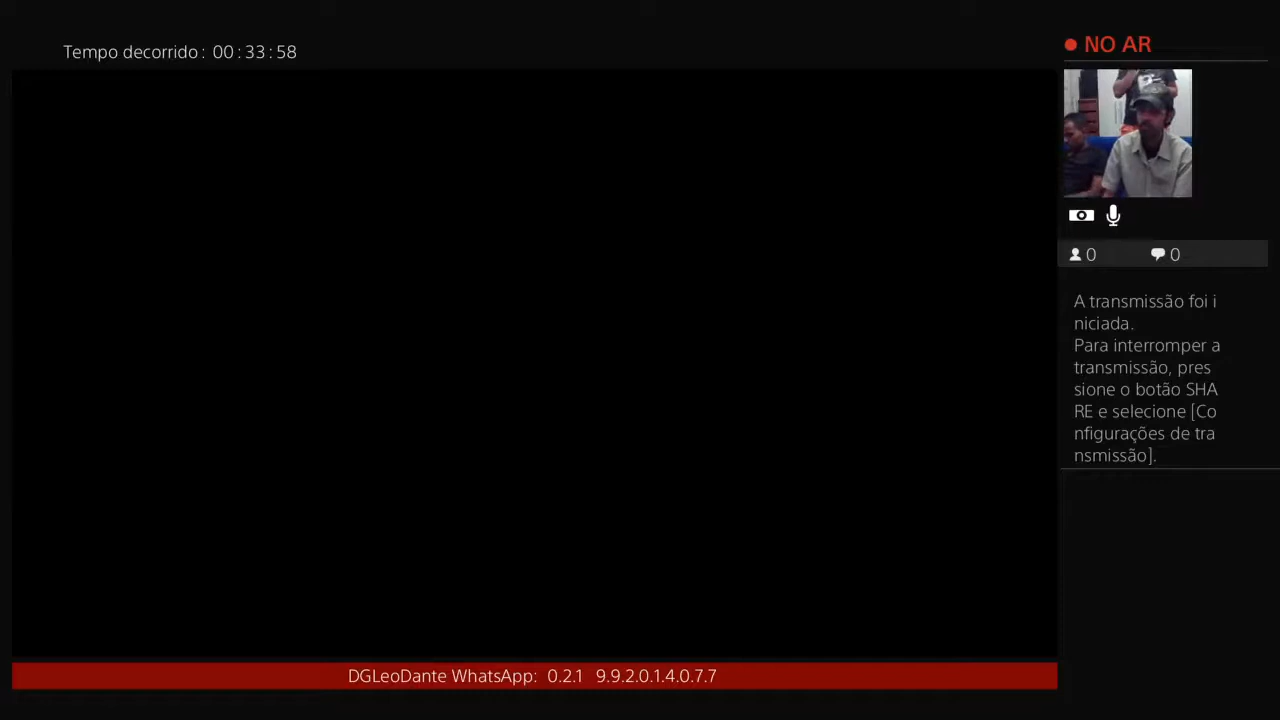 Tempo decorrido: 00:33:58
NO AR
0
0
A transmissão foi i
niciada.
Para interromper a
transmissão, pres
sione o botão SHA
RE e selecione [Co
nfigurações de tra
nsmissão].
DGLeoDante WhatsApp: 0.2.1 9.9.2.0.1.4.0.7.7